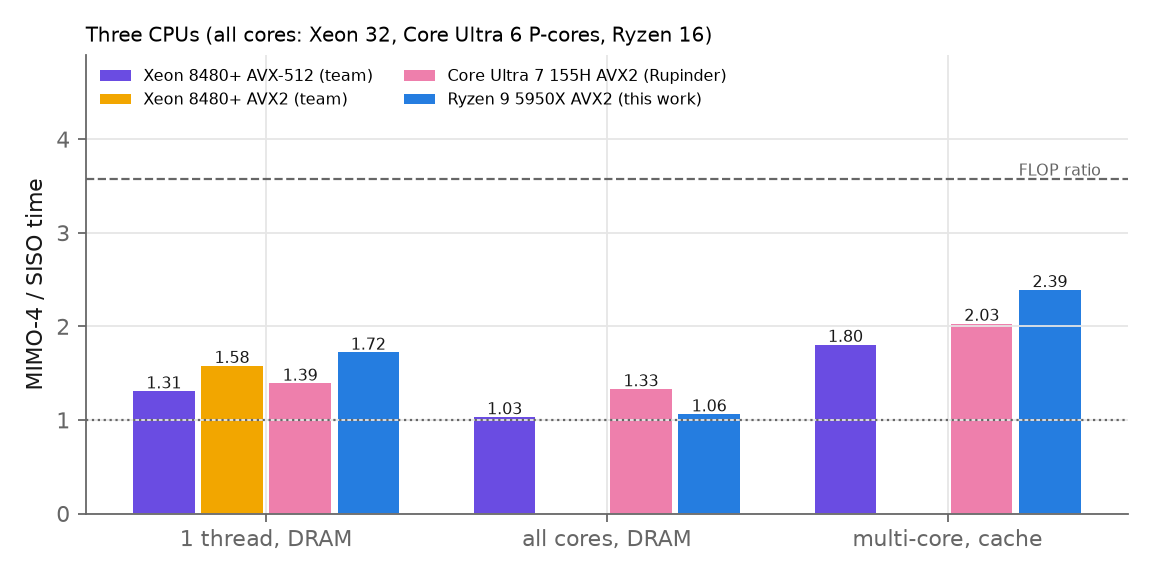 Three CPUs (all cores: Xeon 32, Core Ultra 6 P-cores, Ryzen 16)
Xeon 8480+ AVX-512 (team)
Xeon 8480+ AVX2 (team)
Core Ultra 7 155H AVX2 (Rupinder)
Ryzen 9 5950X AVX2 (this work)
MIMO-4 / SISO time
4
3
2
1
0
FLOP ratio
1.31
1.58
1.39
1.72
1.03
1.33
1.06
1.80
2.03
2.39
1 thread, DRAM
all cores, DRAM
multi-core, cache